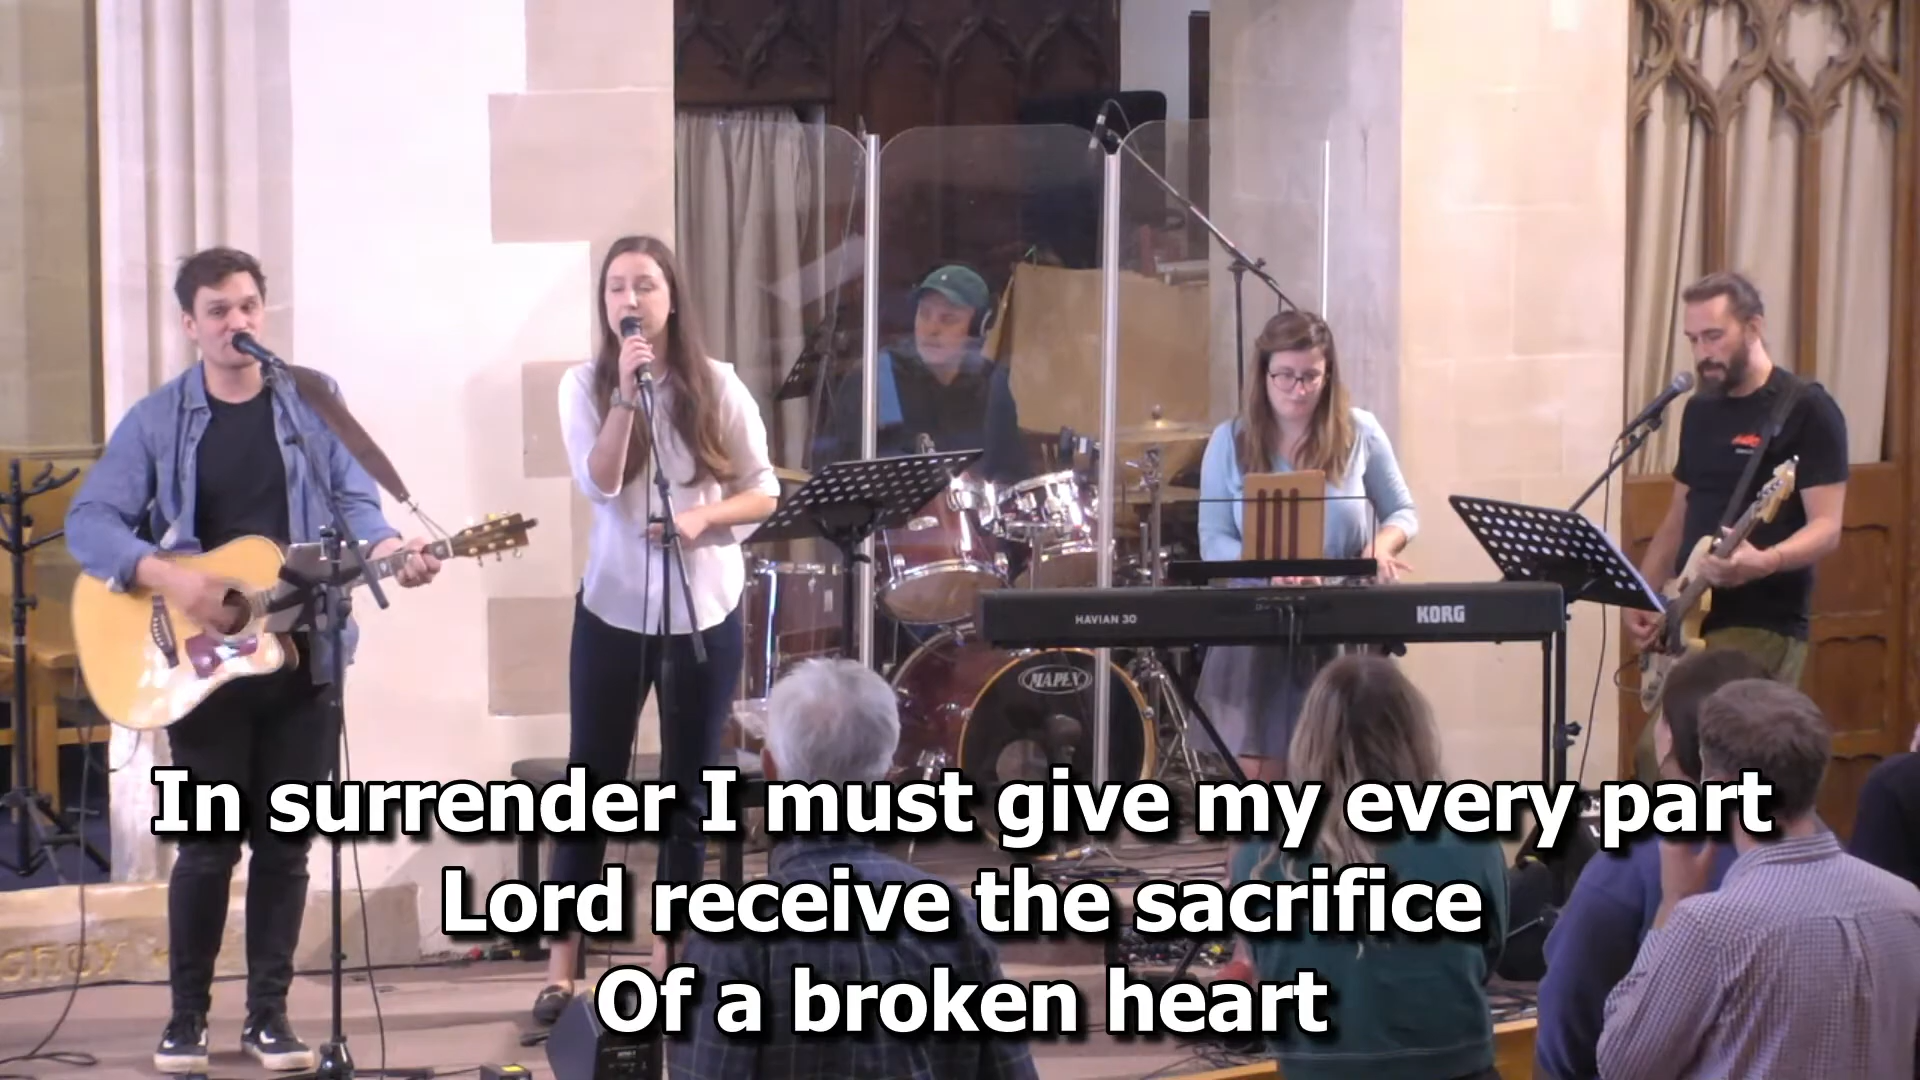 HAVIAN 30
KORG
MAPEX
In surrender I must give my every part
Lord receive the sacrifice
Of a broken heart